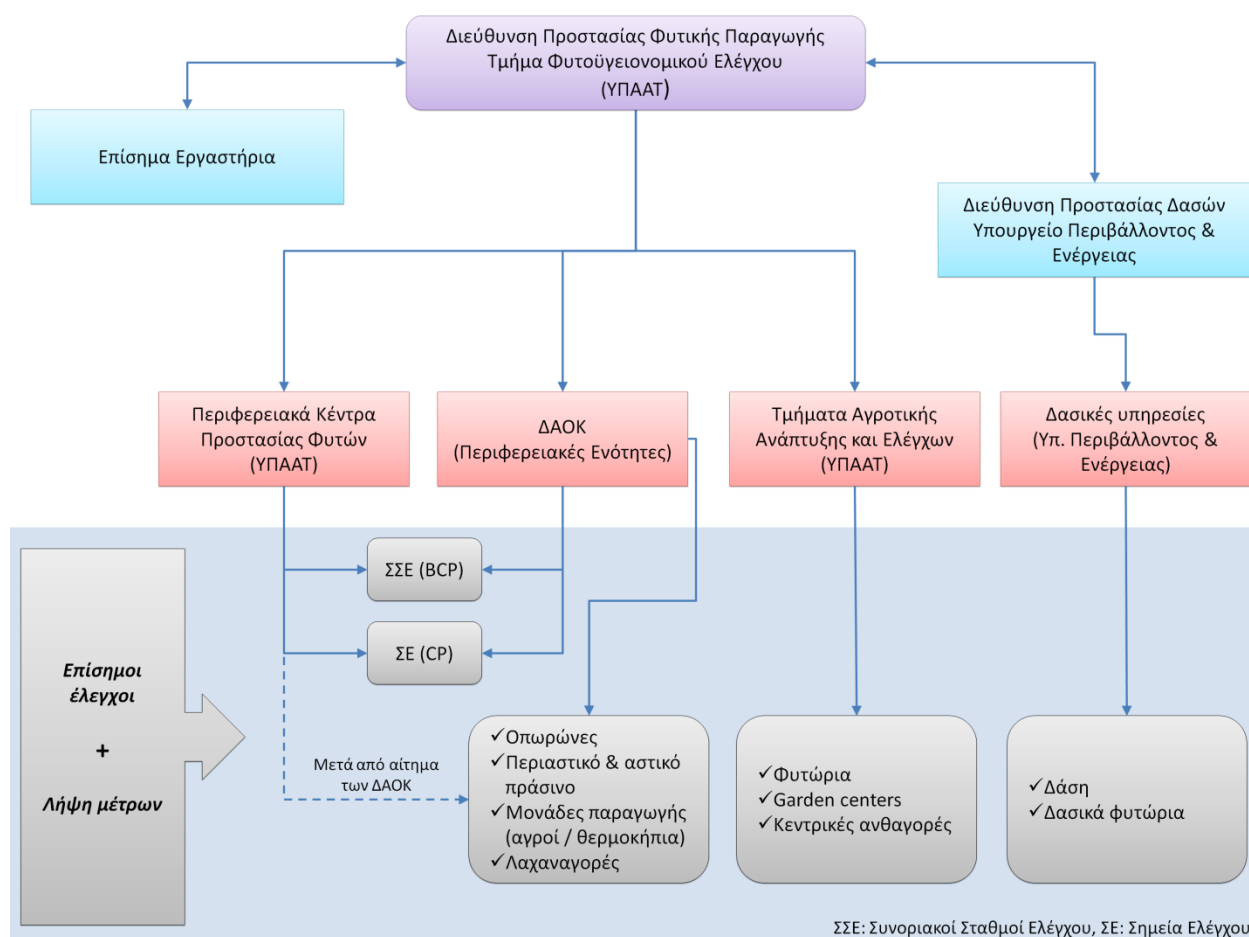 Διεύθυνση Προστασίας Φυτικής Παραγωγής
Τμήμα Φυτοϋγειονομικού Ελέγχου
(ΥΠΑΑΤ)
Επίσημα Εργαστήρια
Διεύθυνση Προστασίας Δασών
Υπουργείο Περιβάλλοντος &
Ενέργειας
Περιφερειακά Κέντρα
Προστασίας Φυτών
(ΥΠΑΑΤ)
ΔΑΟΚ
(Περιφερειακές Ενότητες)
Τμήματα Αγροτικής
Ανάπτυξης και Ελέγχων
(ΥΠΑΑΤ)
Δασικές υπηρεσίες
(Υπ. Περιβάλλοντος &
Ενέργειας)
ΣΣΕ (BCP)
ΣΕ (CP)
Επίσημοι
έλεγχοι
+
Λήψη μέτρων
Μετά από αίτημα
των ΔΑΟΚ
✓Οπωρώνες
✓Περιαστικό & αστικό
πράσινο
✓Μονάδες παραγωγής
(αγροί / θερμοκήπια)
✓Λαχαναγορές
✓Φυτώρια
✓Garden centers
✓Κεντρικές ανθαγορές
✓Δάση
✓Δασικά φυτώρια
ΣΣΕ: Συνοριακοί Σταθμοί Ελέγχου, ΣΕ: Σημεία Ελέγχου